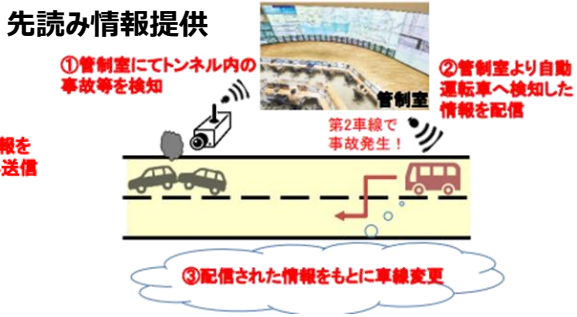 先読み情報提供
①管制室にてトンネル内の
事故等を検知
管制室
②管制室より自動
運転車へ検知した
情報を配信
第2車線で
事故発生！
報を
送信
③配信された情報をもとに車線変更